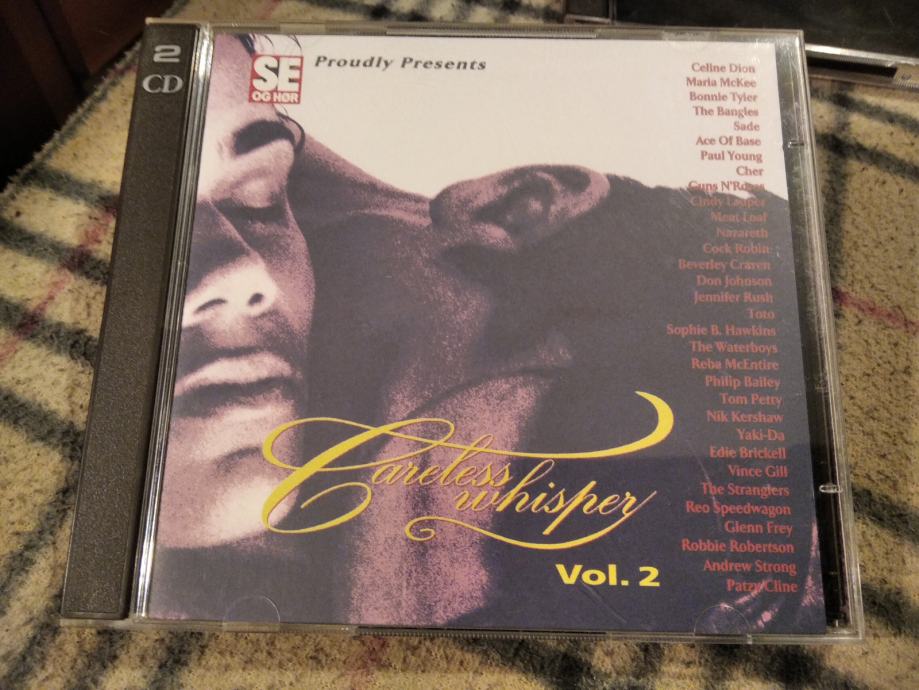 2
CD
SE
OG HØR
Proudly Presents
Celine Dion
Maria McKee
Bonnie Tyler
The Bangles
Sade
Ace Of Base
Paul Young
Cher
Guns N'Roses
Cindy Lauper
Meat Loaf
Nazareth
Cock Robin
Beverley Craven
Don Johnson
Jennifer Rush
Toto
Sophie B. Hawkins
The Waterboys
Reba McEntire
Philip Bailey
Tom Petty
Nik Kershaw
Yaki-Da
Edie Brickell
Vince Gill
The Stranglers
Reo Speedwagon
Glenn Frey
Robbie Robertson
Andrew Strong
Patzy Cline
Careless
whisper
Vol. 2